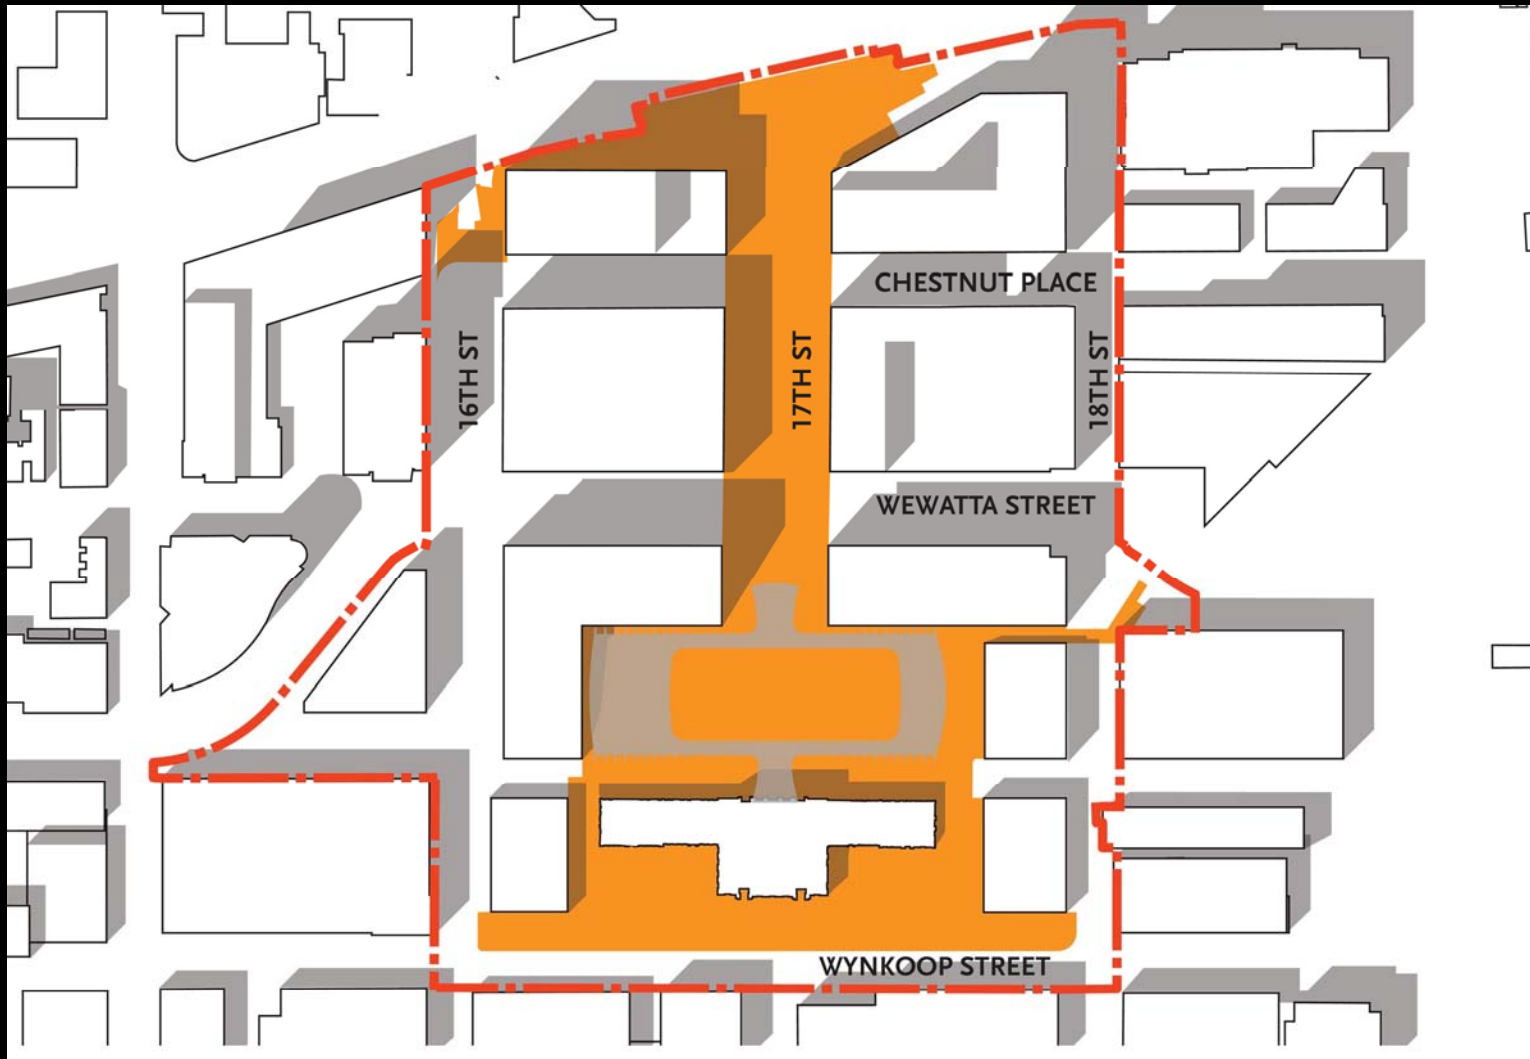 CHESTNUT PLACE
16TH ST
17TH ST
18TH ST
WEWATTA STREET
WYNKOOP STREET